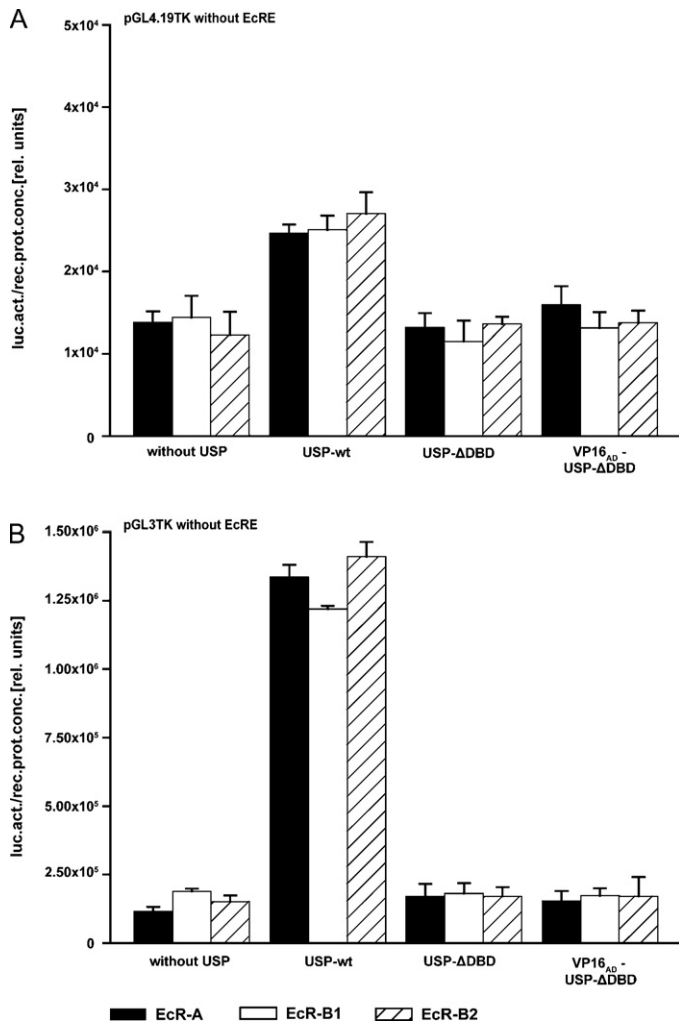 A
pGL4.19TK without EcRE
luc.act./rec.prot.conc.[rel. units]
5x10⁴
4x10⁴
3x10⁴
2x10⁴
1x10⁴
0
without USP
USP-wt
USP-ΔDBD
VP16AD -
USP-ΔDBD
B
pGL3TK without EcRE
luc.act./rec.prot.conc.[rel. units]
1.50x10⁶
1.25x10⁶
1.00x10⁶
7.50x10⁵
5.00x10⁵
2.50x10⁵
0
without USP
USP-wt
USP-ΔDBD
VP16AD -
USP-ΔDBD
EcR-A
EcR-B1
EcR-B2